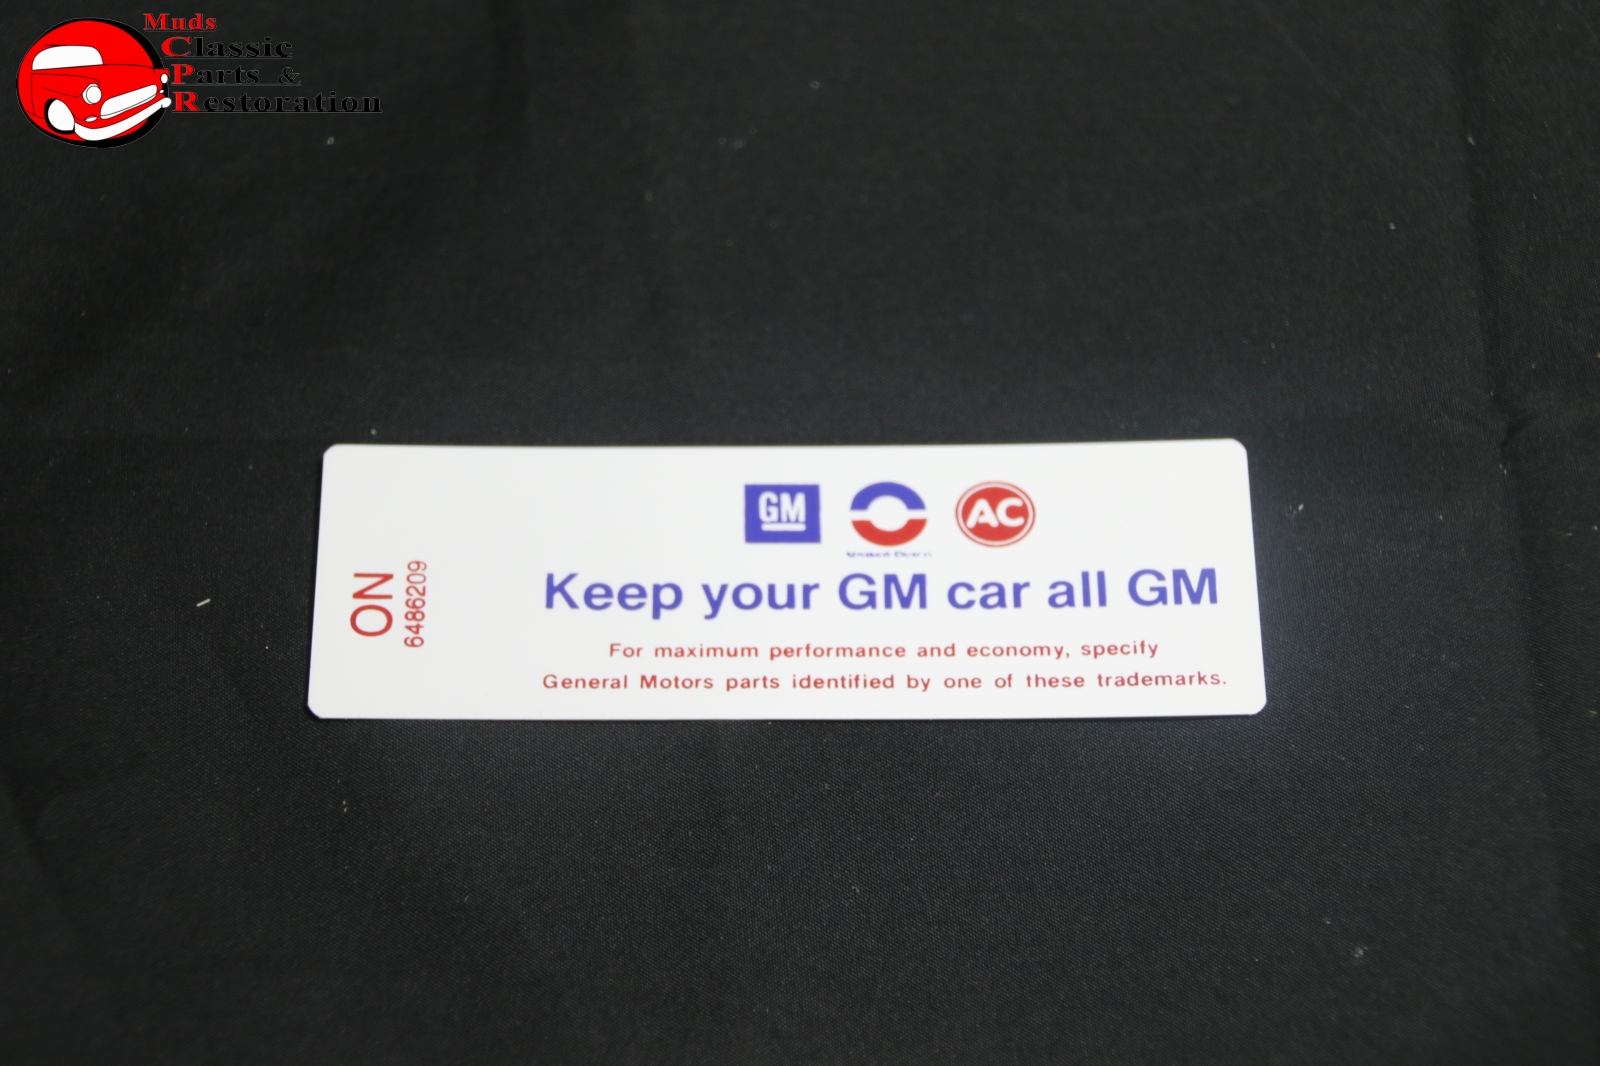 Muds
Classic
Parts &
Restoration
GM
AC
ON
6486209
Keep your GM car all GM
For maximum performance and economy, specify
General Motors parts identified by one of these trademarks.